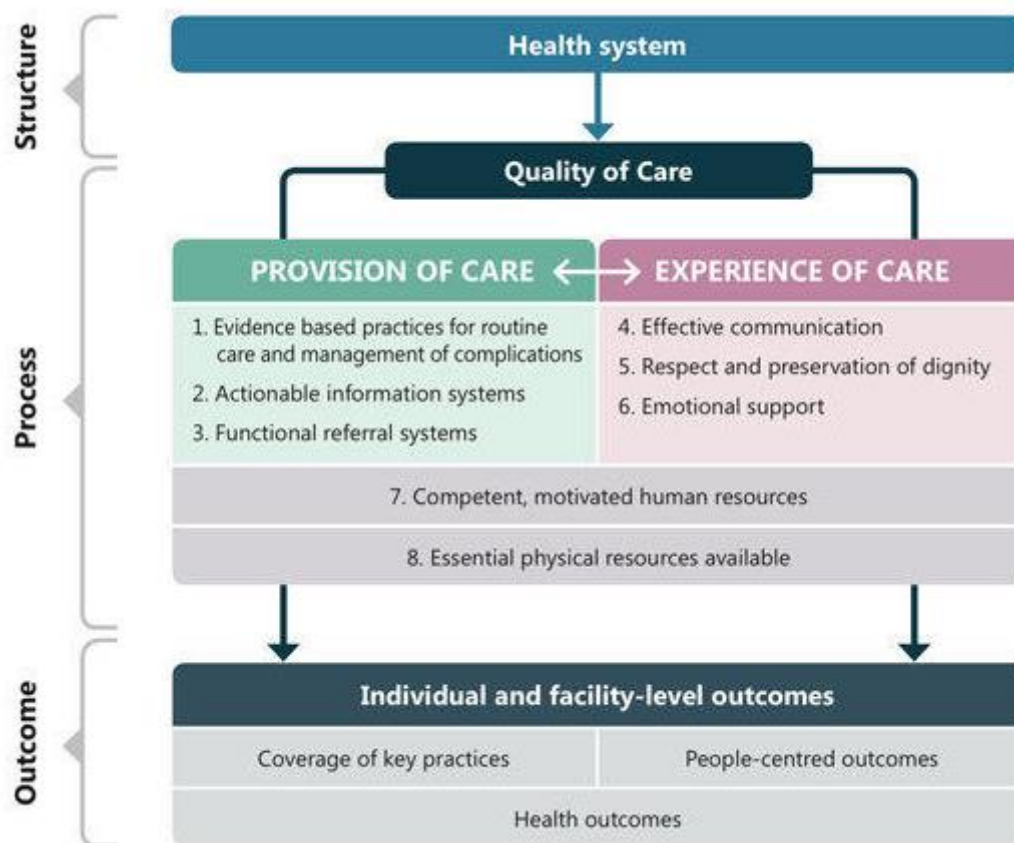 Structure
Health system
Process
Quality of Care
PROVISION OF CARE
EXPERIENCE OF CARE
1. Evidence based practices for routine
care and management of complications
2. Actionable information systems
3. Functional referral systems
4. Effective communication
5. Respect and preservation of dignity
6. Emotional support
7. Competent, motivated human resources
8. Essential physical resources available
Outcome
Individual and facility-level outcomes
Coverage of key practices
People-centred outcomes
Health outcomes